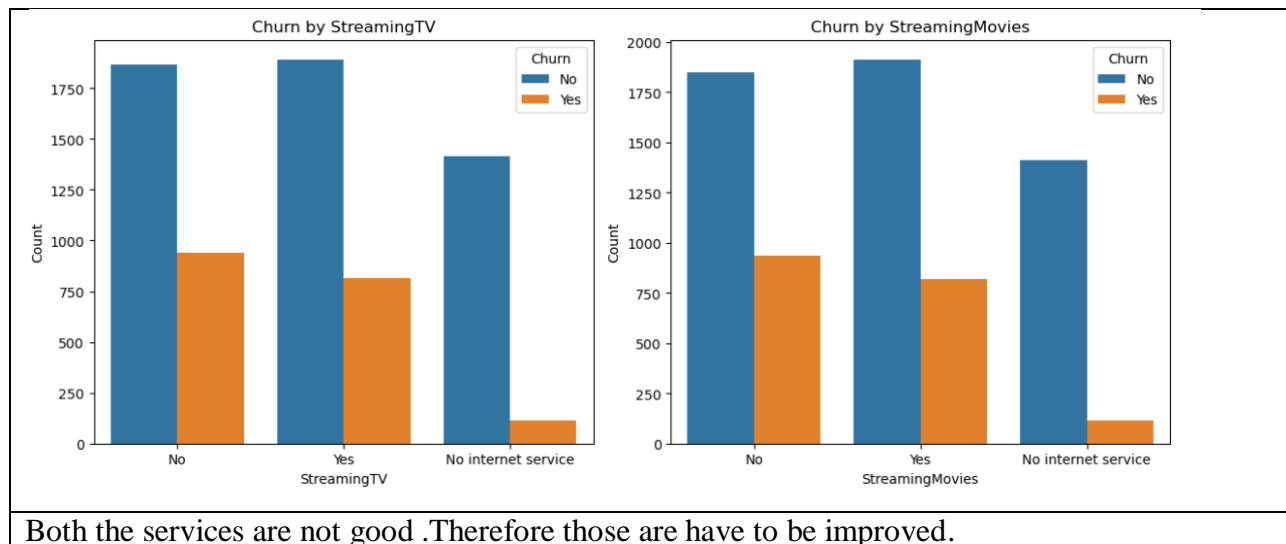 Churn by StreamingTV
Churn
No
Yes
1750
1500
1250
1000
750
500
250
0
Count
No Yes No internet service
StreamingTV
Churn by StreamingMovies
Churn
No
Yes
2000
1750
1500
1250
1000
750
500
250
0
Count
No Yes No internet service
StreamingMovies
Both the services are not good .Therefore those are have to be improved.